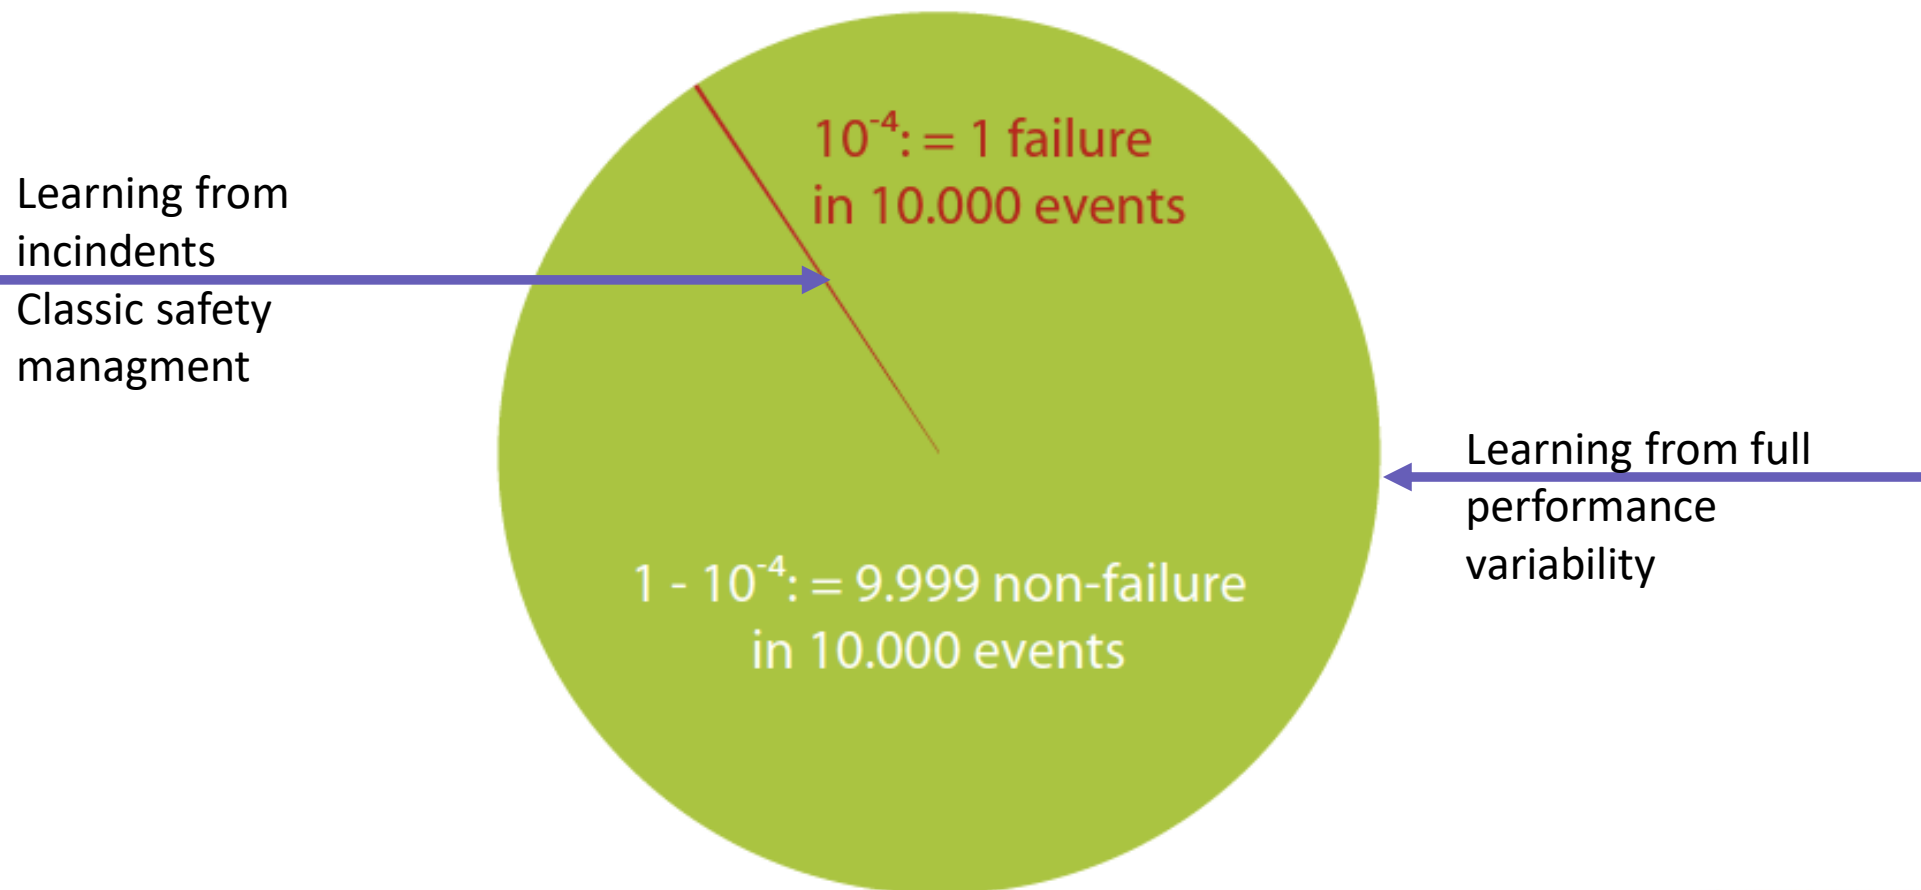 Learning from
incindents
Classic safety
managment
10⁻⁴: = 1 failure
in 10.000 events
1 - 10⁻⁴: = 9.999 non-failure
in 10.000 events
Learning from full
performance
variability